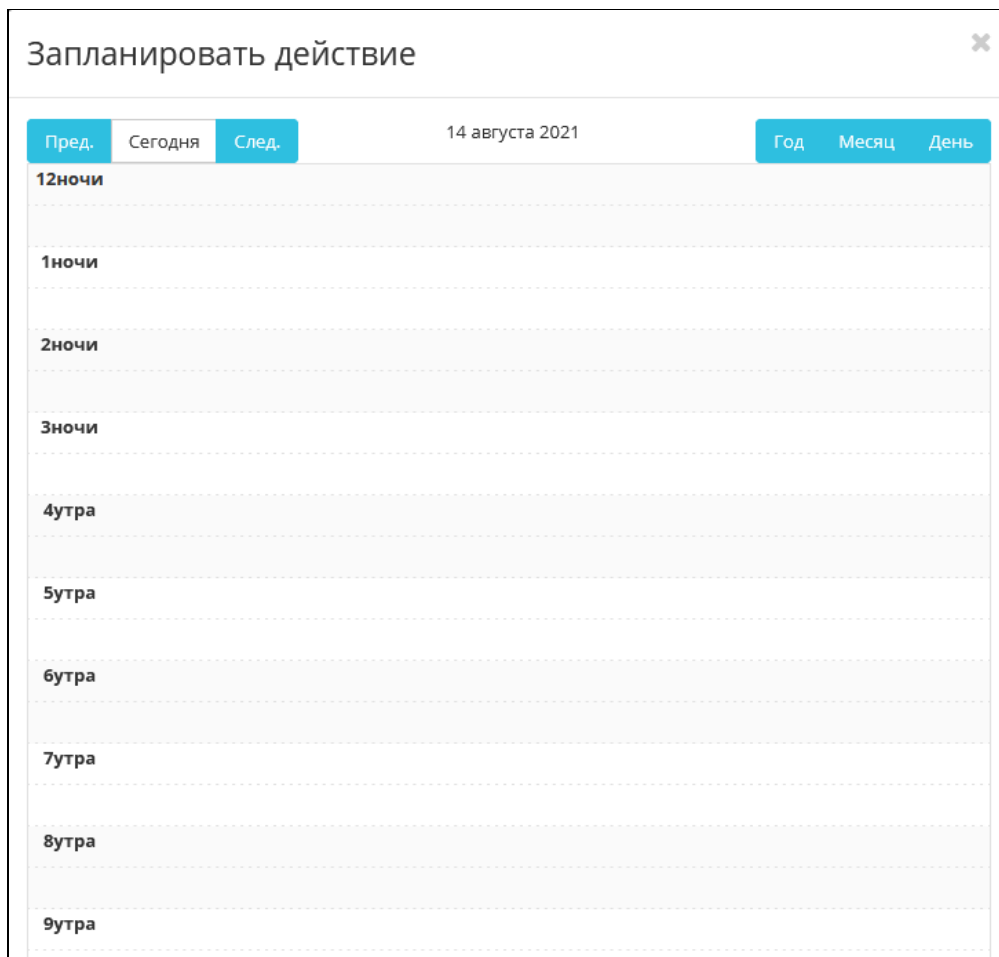 Запланировать действие
Пред. Сегодня След. 14 августа 2021 Год Месяц День
12ночи
1ночи
2ночи
3ночи
4утра
5утра
6утра
7утра
8утра
9утра